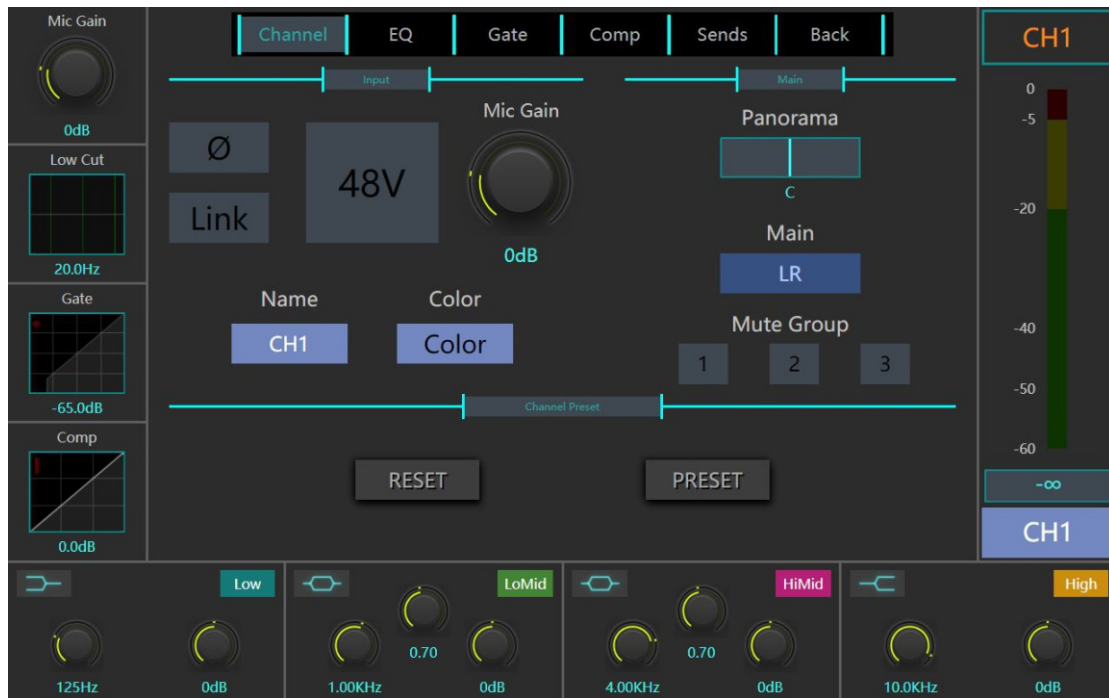 Mic Gain
0dB
Low Cut
20.0Hz
Gate
-65.0dB
Comp
0.0dB
Channel EQ Gate Comp Sends Back
Input
Ø
Link
48V
Mic Gain
0dB
Name
CH1
Color
Color
Main
Panorama
C
Main
LR
Mute Group
1 2 3
Channel Preset
RESET PRESET
CH1
0
-5
-20
-40
-50
-60
-∞
CH1
Low
125Hz 0dB
LoMid
0.70
1.00KHz 0dB
HiMid
0.70
4.00KHz 0dB
High
10.0KHz 0dB